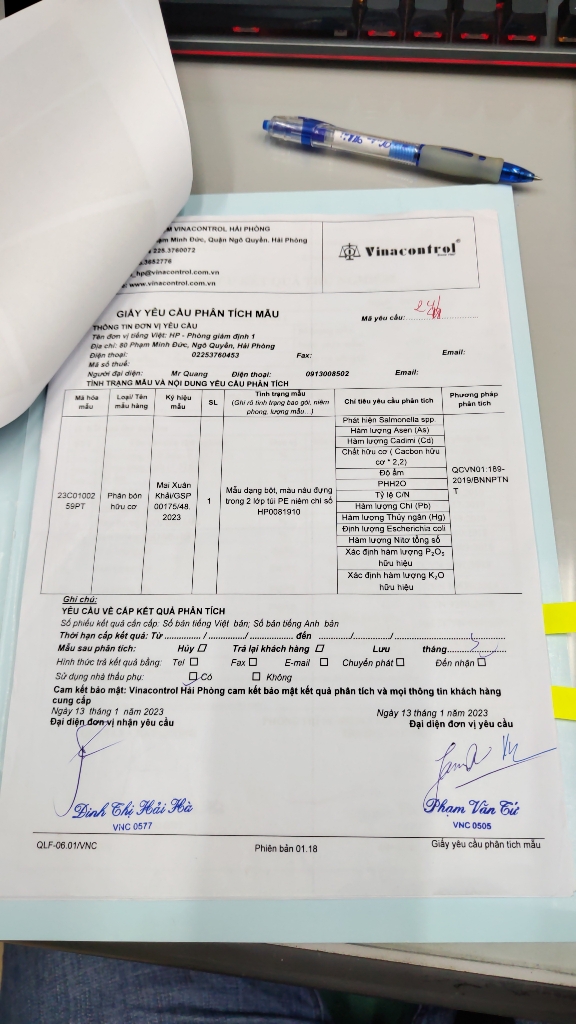 M VINACONTROL HẢI PHÒNG
ạm Minh Đức, Quận Ngô Quyền, Hải Phòng
225.3760072
.3652776
hp@vinacontrol.com.vn
www.vinacontrol.com.vn
Vinacontrol®
GIẤY YÊU CẦU PHÂN TÍCH MẪU
Mã yêu cầu:
THÔNG TIN ĐƠN VỊ YÊU CẦU
Tên đơn vị tiếng Việt: HP - Phòng giám định 1
Địa chỉ: 80 Phạm Minh Đức, Ngô Quyền, Hải Phòng
Điện thoại: 02253760453 Fax: Email:
Mã số thuế:
Người đại diện: Mr Quang Điện thoại: 0913008502 Email:
TÌNH TRẠNG MẪU VÀ NỘI DUNG YÊU CẦU PHÂN TÍCH
Mã hóa mẫu
Loại/ Tên mẫu hàng
Ký hiệu mẫu
SL
Tình trạng mẫu
(Ghi rõ tình trạng bao gói, niêm phong, lượng mẫu...)
Chỉ tiêu yêu cầu phân tích
Phương pháp phân tích
23C01002
59PT
Phân bón
hữu cơ
Mai Xuân
Khải/GSP
00175/48.
2023
1
Mẫu dạng bột, màu nâu đựng
trong 2 lớp túi PE niêm chì số
HP0081910
Phát hiện Salmonella spp.
Hàm lượng Asen (As)
Hàm lượng Cadimi (Cd)
Chất hữu cơ ( Cacbon hữu
cơ * 2,2)
Độ ẩm
PHH2O
Tỷ lệ C/N
Hàm lượng Chì (Pb)
Hàm lượng Thủy ngân (Hg)
Định lượng Escherichia coli
Hàm lượng Nitơ tổng số
Xác định hàm lượng P₂O₅
hữu hiệu
Xác định hàm lượng K₂O
hữu hiệu
QCVN01:189-
2019/BNNPTN
T
Ghi chú:
YÊU CẦU VỀ CẤP KẾT QUẢ PHÂN TÍCH
Số phiếu kết quả cần cấp: Số bản tiếng Việt bản; Số bản tiếng Anh bản
Thời hạn cấp kết quả: Từ ............. / ............. / ............. đến ............. / ............. / .............
Mẫu sau phân tích: Hủy Trả lại khách hàng Lưu tháng.............
Hình thức trả kết quả bằng: Tel Fax E-mail Chuyển phát Đến nhận
Sử dụng nhà thầu phụ: Có Không
Cam kết bảo mật: Vinacontrol Hải Phòng cam kết bảo mật kết quả phân tích và mọi thông tin khách hàng
cung cấp
Ngày 13 tháng 1 năm 2023 Ngày 13 tháng 1 năm 2023
Đại diện đơn vị nhận yêu cầu Đại diện đơn vị yêu cầu
Đinh Thị Hải Hà Phạm Văn Tứ
VNC 0577 VNC 0505
QLF-06.01/VNC Phiên bản 01.18 Giấy yêu cầu phân tích mẫu